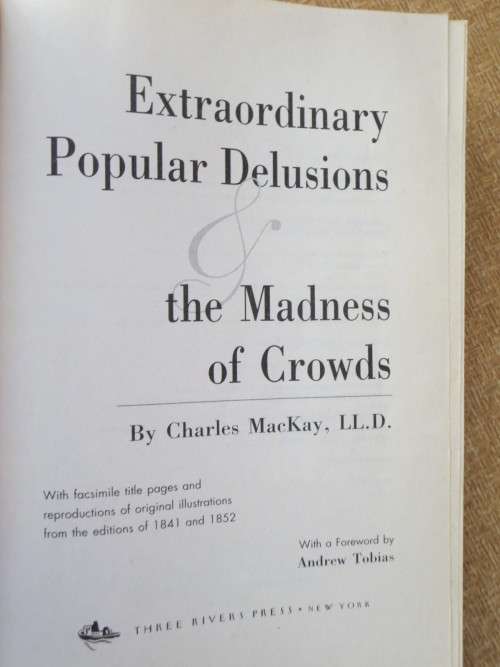 Extraordinary
Popular Delusions
&
the Madness
of Crowds
By Charles MacKay, LL.D.
With facsimile title pages and
reproductions of original illustrations
from the editions of 1841 and 1852
With a Foreword by
Andrew Tobias
THREE RIVERS PRESS • NEW YORK